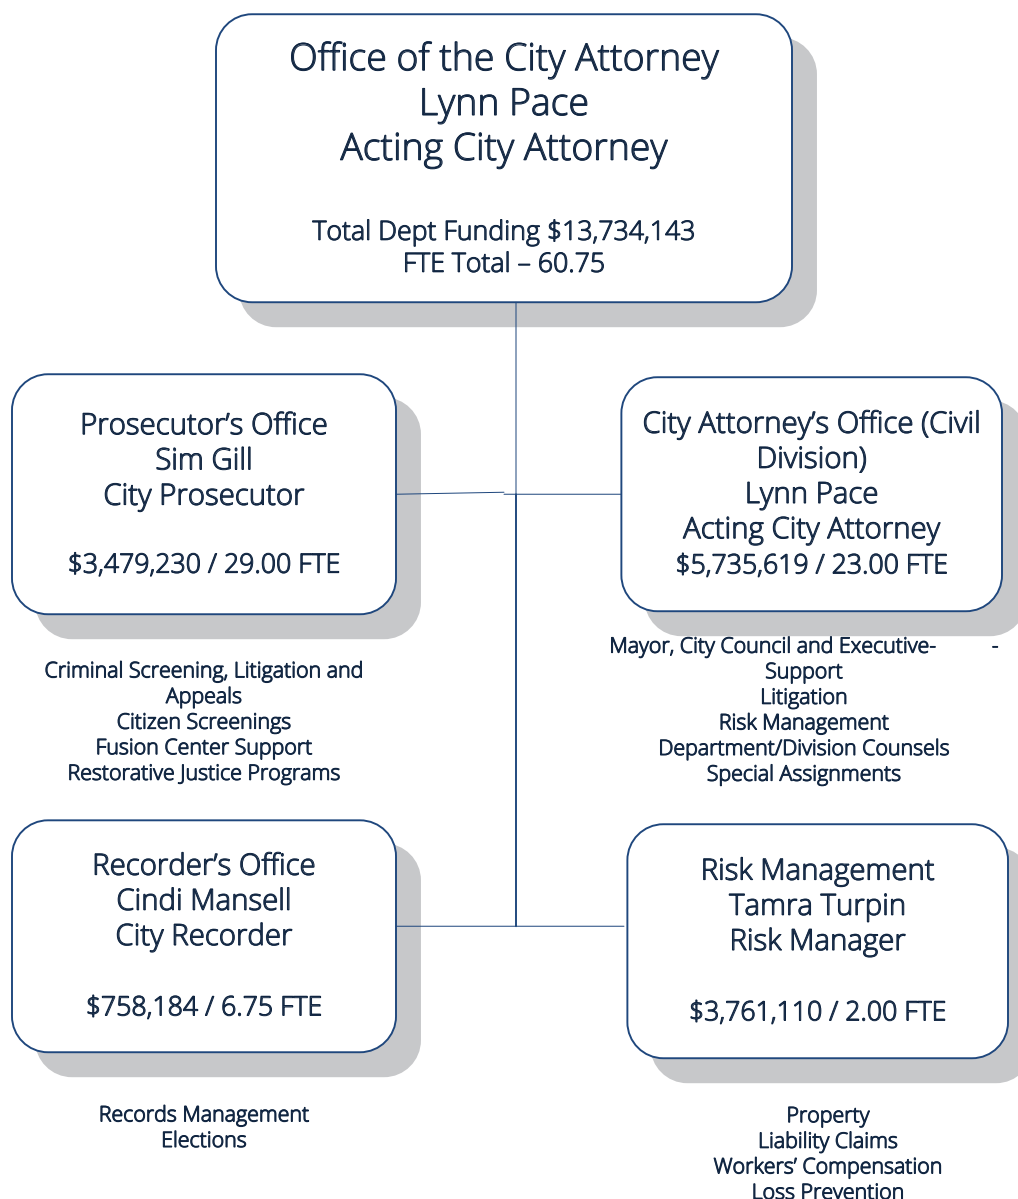 Office of the City Attorney
Lynn Pace
Acting City Attorney
Total Dept Funding $13,734,143
FTE Total – 60.75
Prosecutor’s Office
Sim Gill
City Prosecutor
$3,479,230 / 29.00 FTE
Criminal Screening, Litigation and
Appeals
Citizen Screenings
Fusion Center Support
Restorative Justice Programs
City Attorney’s Office (Civil
Division)
Lynn Pace
Acting City Attorney
$5,735,619 / 23.00 FTE
Mayor, City Council and Executive- -
Support
Litigation
Risk Management
Department/Division Counsels
Special Assignments
Recorder’s Office
Cindi Mansell
City Recorder
$758,184 / 6.75 FTE
Records Management
Elections
Risk Management
Tamra Turpin
Risk Manager
$3,761,110 / 2.00 FTE
Property
Liability Claims
Workers’ Compensation
Loss Prevention